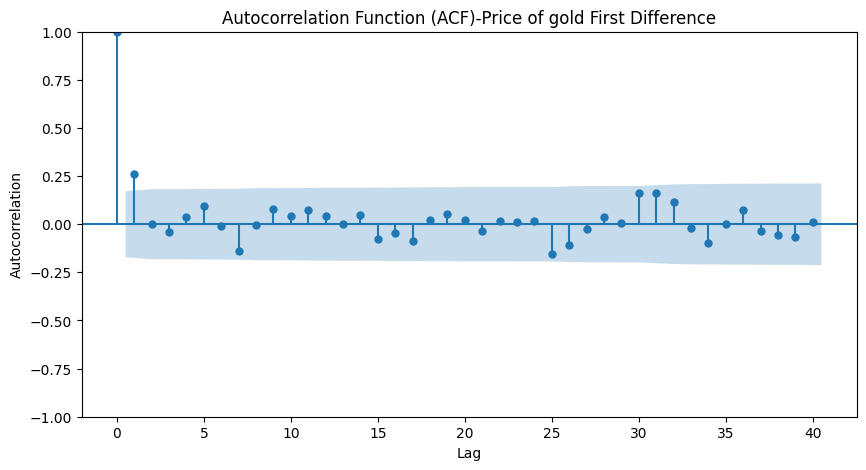 Autocorrelation Function (ACF)-Price of gold First Difference
1.00
0.75
0.50
0.25
0.00
−0.25
−0.50
−0.75
−1.00
Autocorrelation
0 5 10 15 20 25 30 35 40
Lag